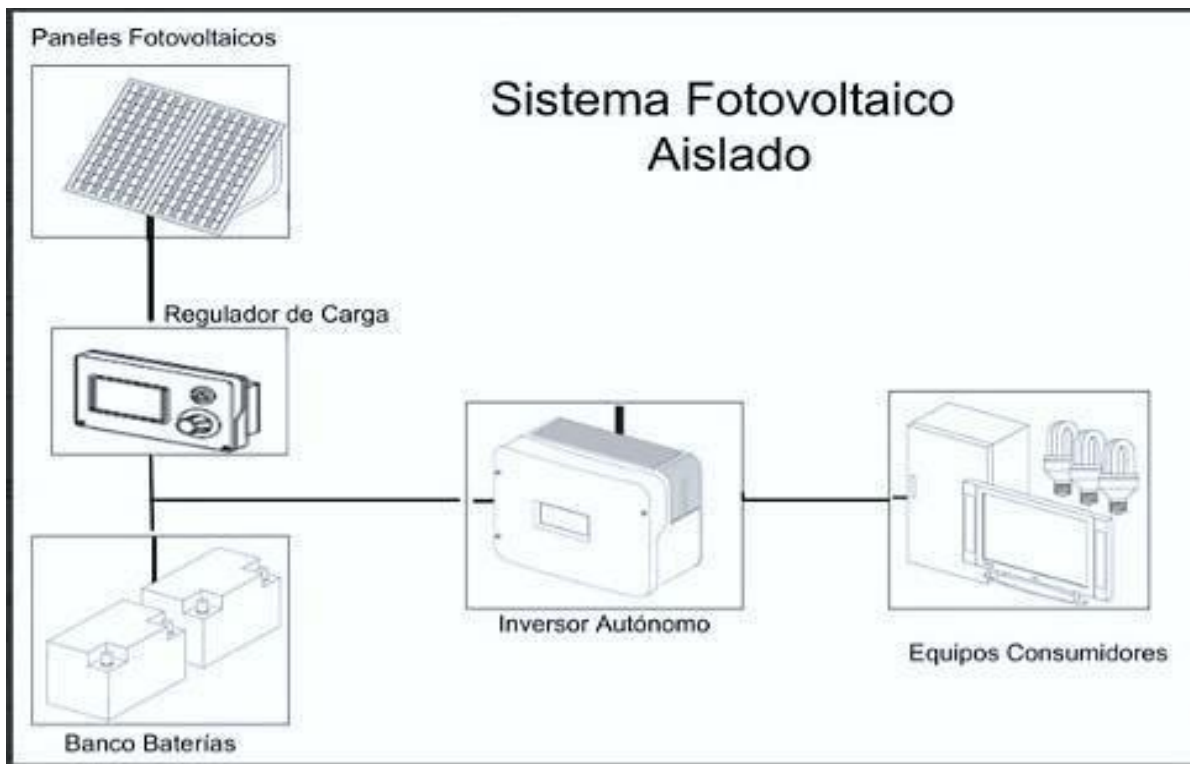 Paneles Fotovoltaicos
Sistema Fotovoltaico
Aislado
Regulador de Carga
Inversor Autónomo
Equipos Consumidores
Banco Baterías